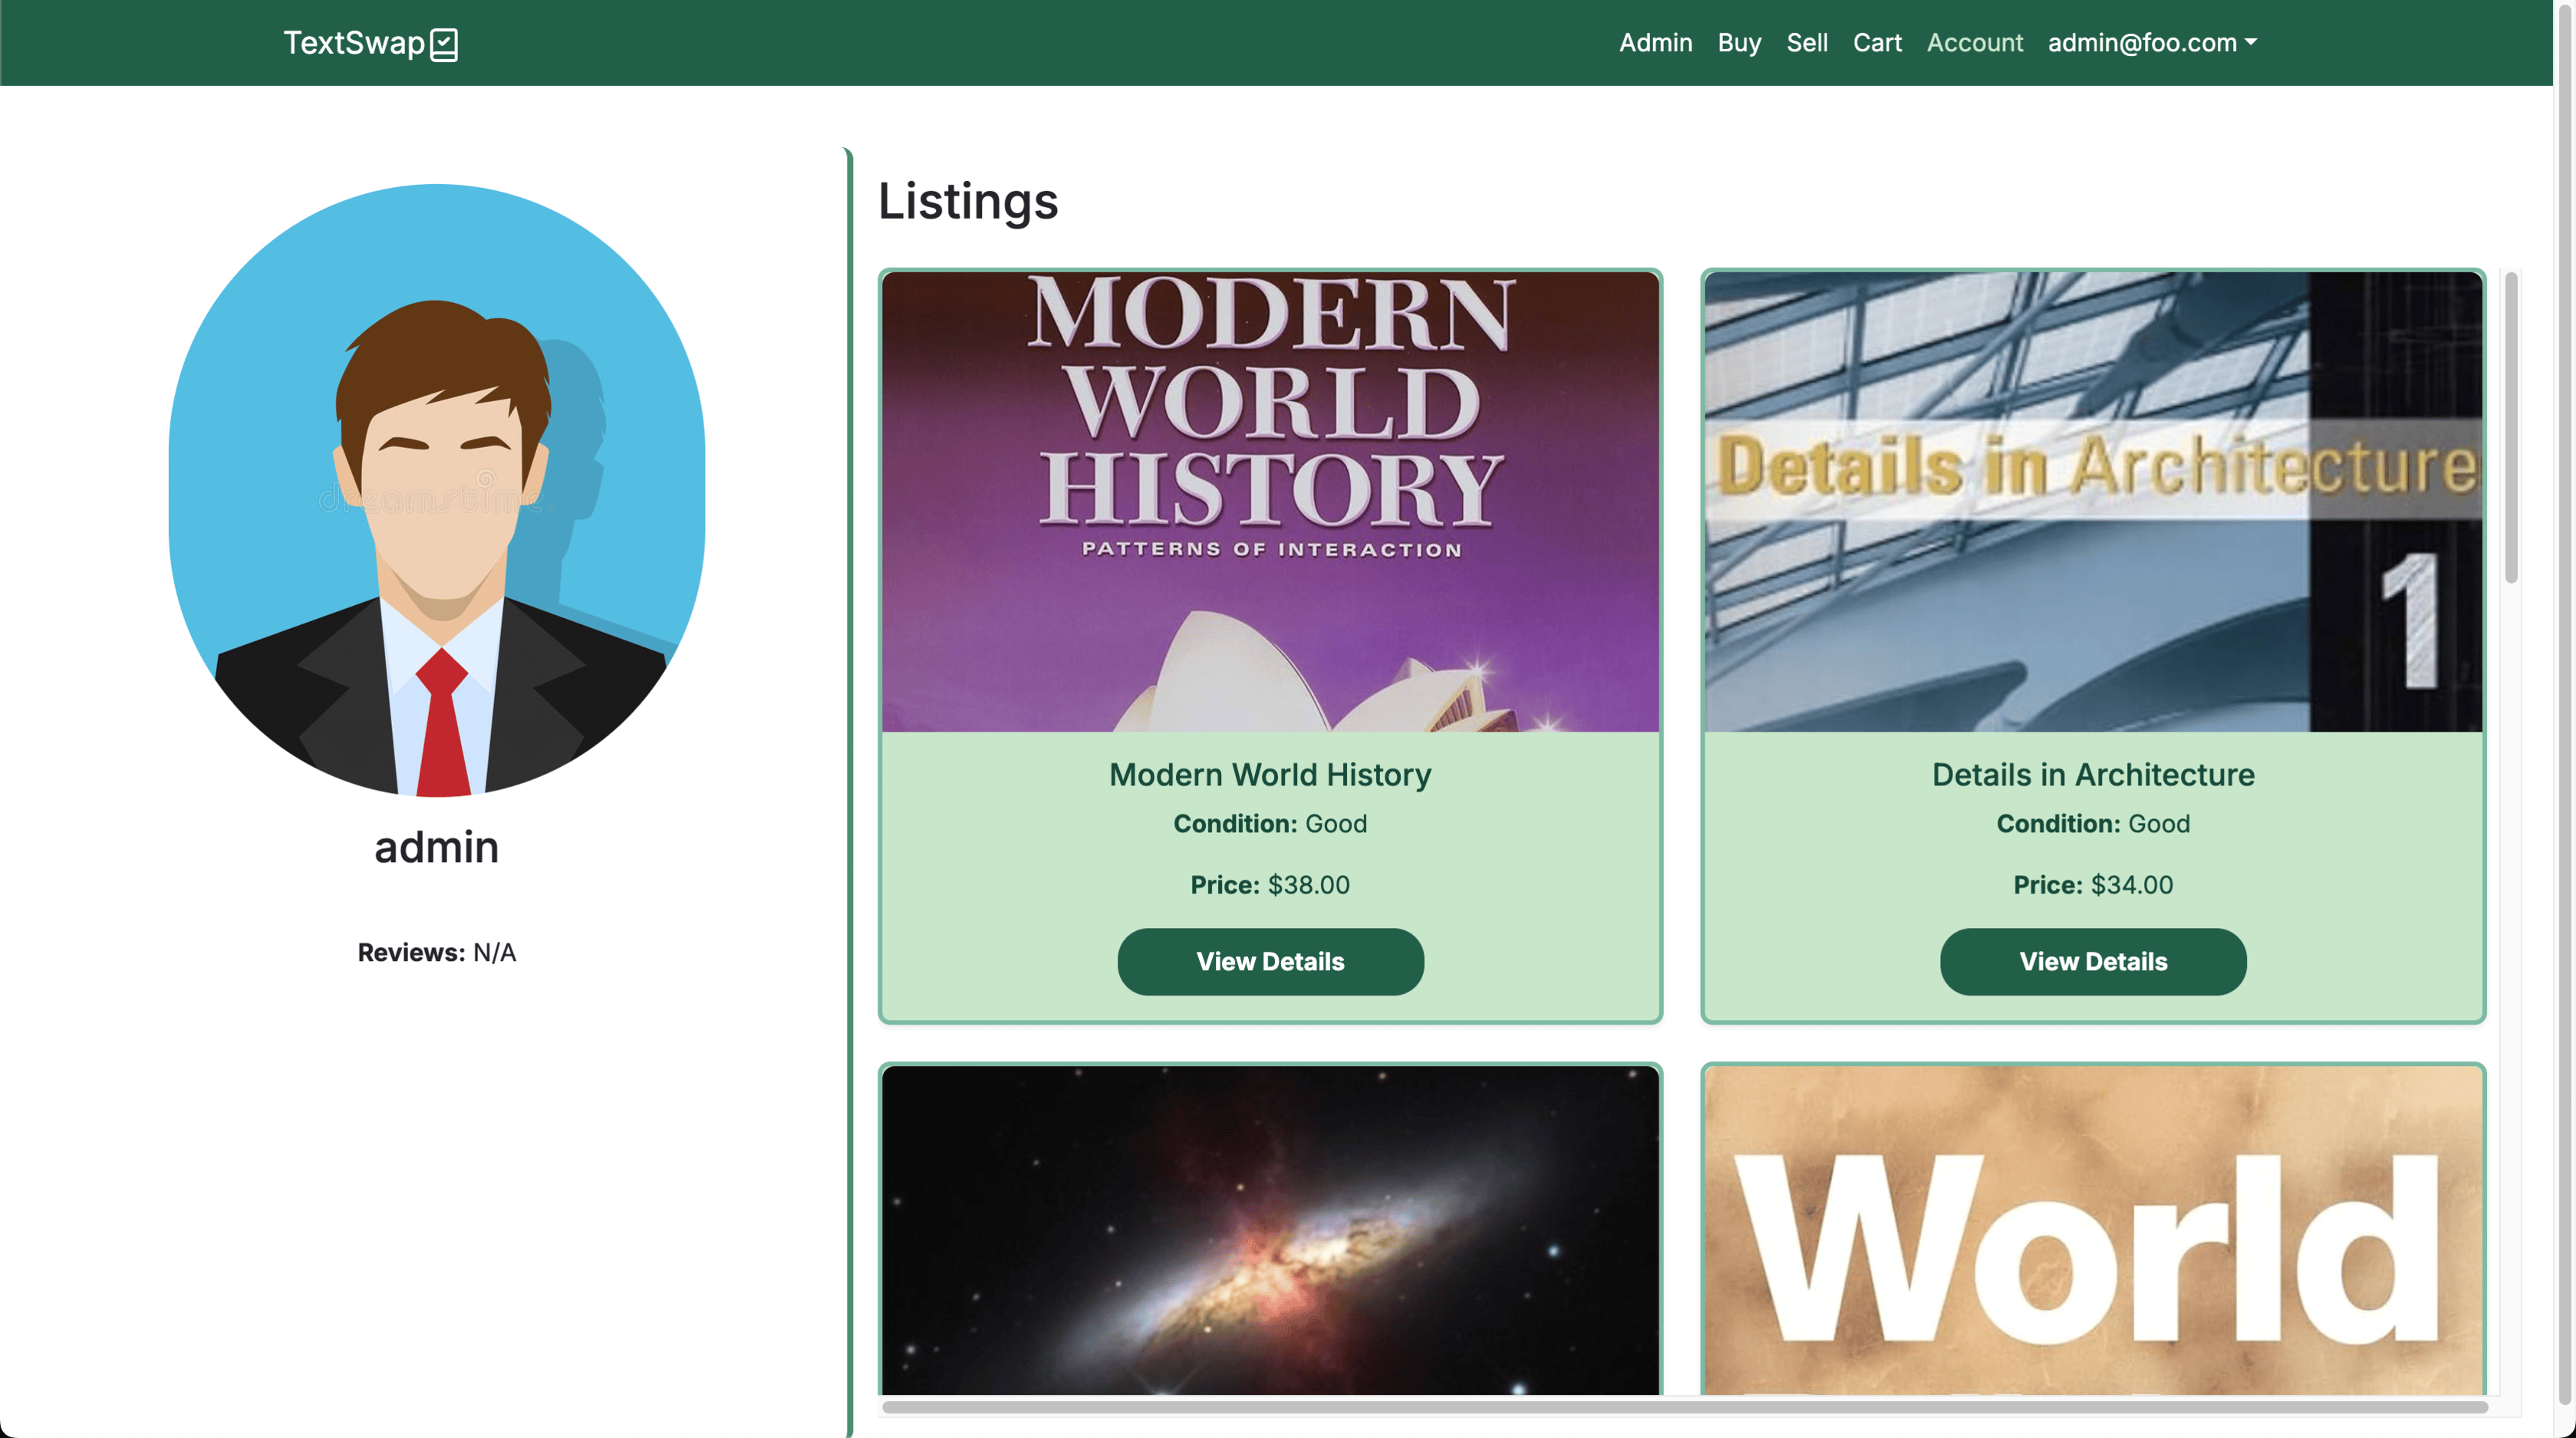 TextSwap
Admin Buy Sell Cart Account admin@foo.com
dreamstime
admin
Reviews: N/A
Listings
MODERN
WORLD
HISTORY
PATTERNS OF INTERACTION
Modern World History
Condition: Good
Price: $38.00
View Details
Details in Architecture
1
Details in Architecture
Condition: Good
Price: $34.00
View Details
World